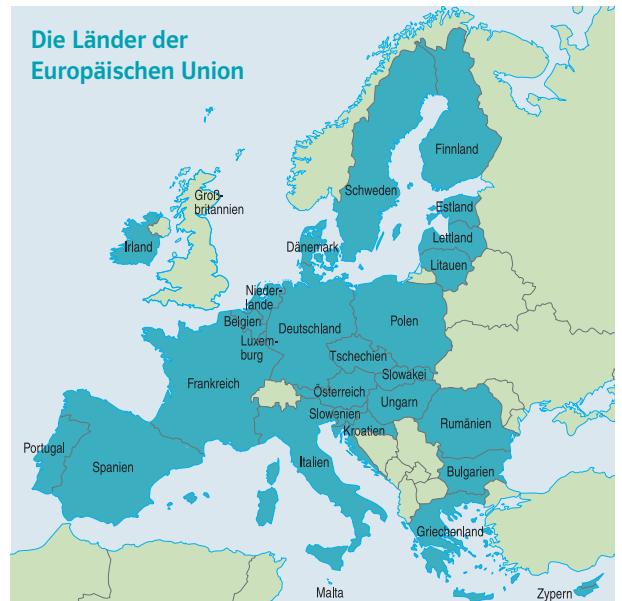 Die Länder der
Europäischen Union
Finnland
Schweden
Groß-
britannien
Estland
Irland
Lettland
Dänemark
Litauen
Nieder-
lande
Belgien
Deutschland
Polen
Luxem-
burg
Tschechien
Slowakei
Frankreich
Österreich
Ungarn
Slowenien
Rumänien
Kroatien
Portugal
Spanien
Italien
Bulgarien
Griechenland
Malta
Zypern